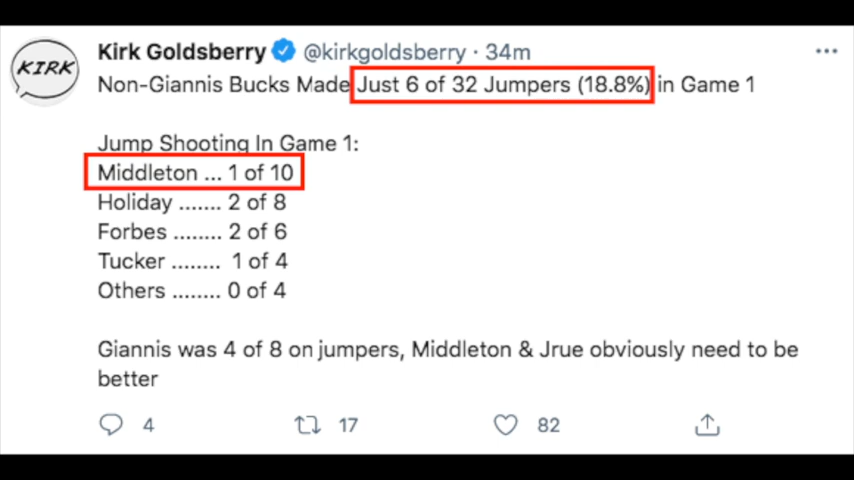 KIRK
Kirk Goldsberry @kirkgoldsberry · 34m
Non-Giannis Bucks Made Just 6 of 32 Jumpers (18.8%) in Game 1
Jump Shooting In Game 1:
Middleton ... 1 of 10
Holiday ....... 2 of 8
Forbes ........ 2 of 6
Tucker ........ 1 of 4
Others ........ 0 of 4
Giannis was 4 of 8 on jumpers, Middleton & Jrue obviously need to be
better
4 17 82